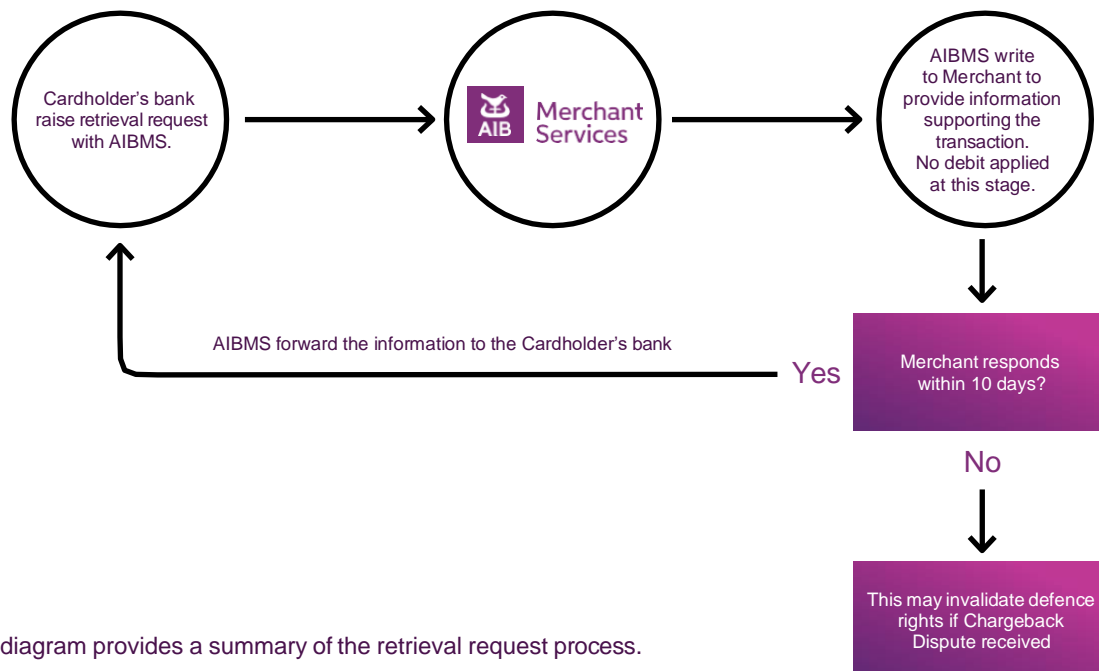 Cardholder's bank
raise retrieval request
with AIBMS.
AIB
Merchant
Services
AIBMS write
to Merchant to
provide information
supporting the
transaction.
No debit applied
at this stage.
AIBMS forward the information to the Cardholder's bank
Yes
Merchant responds
within 10 days?
No
This may invalidate defence
rights if Chargeback
Dispute received
diagram provides a summary of the retrieval request process.